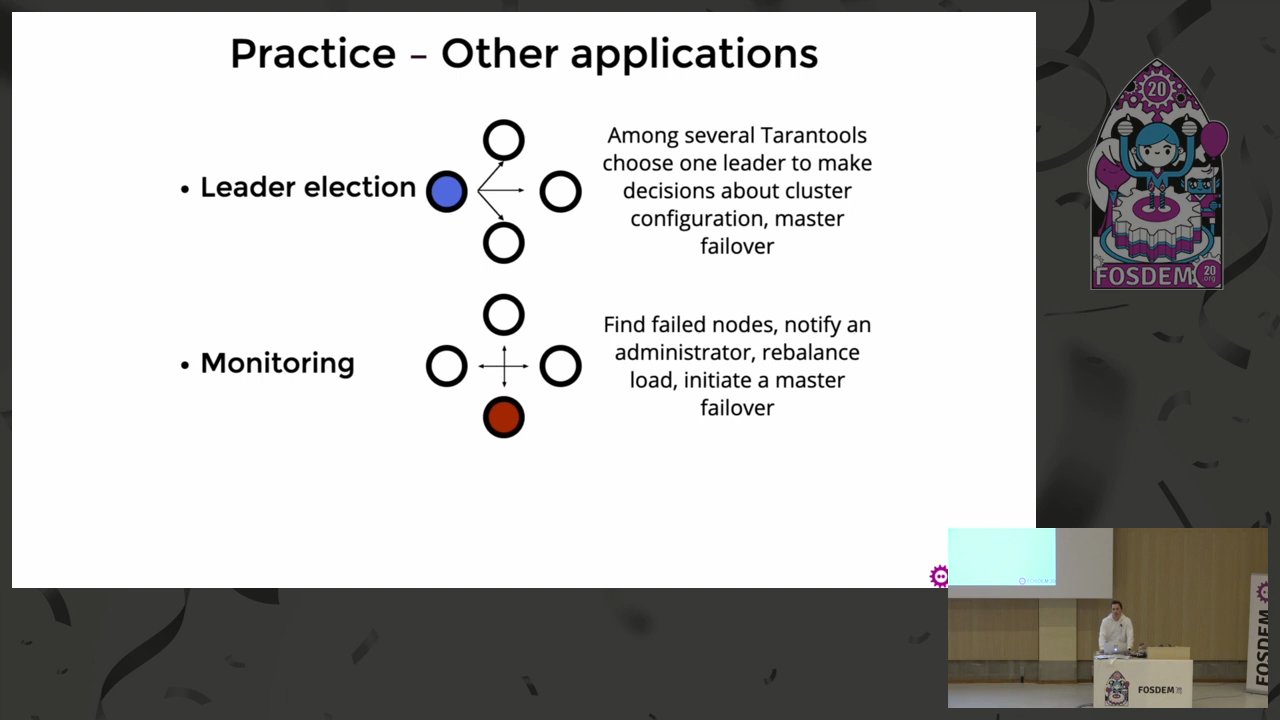 Practice – Other applications
• Leader election
Among several Tarantools
choose one leader to make
decisions about cluster
configuration, master
failover
• Monitoring
Find failed nodes, notify an
administrator, rebalance
load, initiate a master
failover
20
FOSDEM
20
.org
FOSDEM
FOSDEM